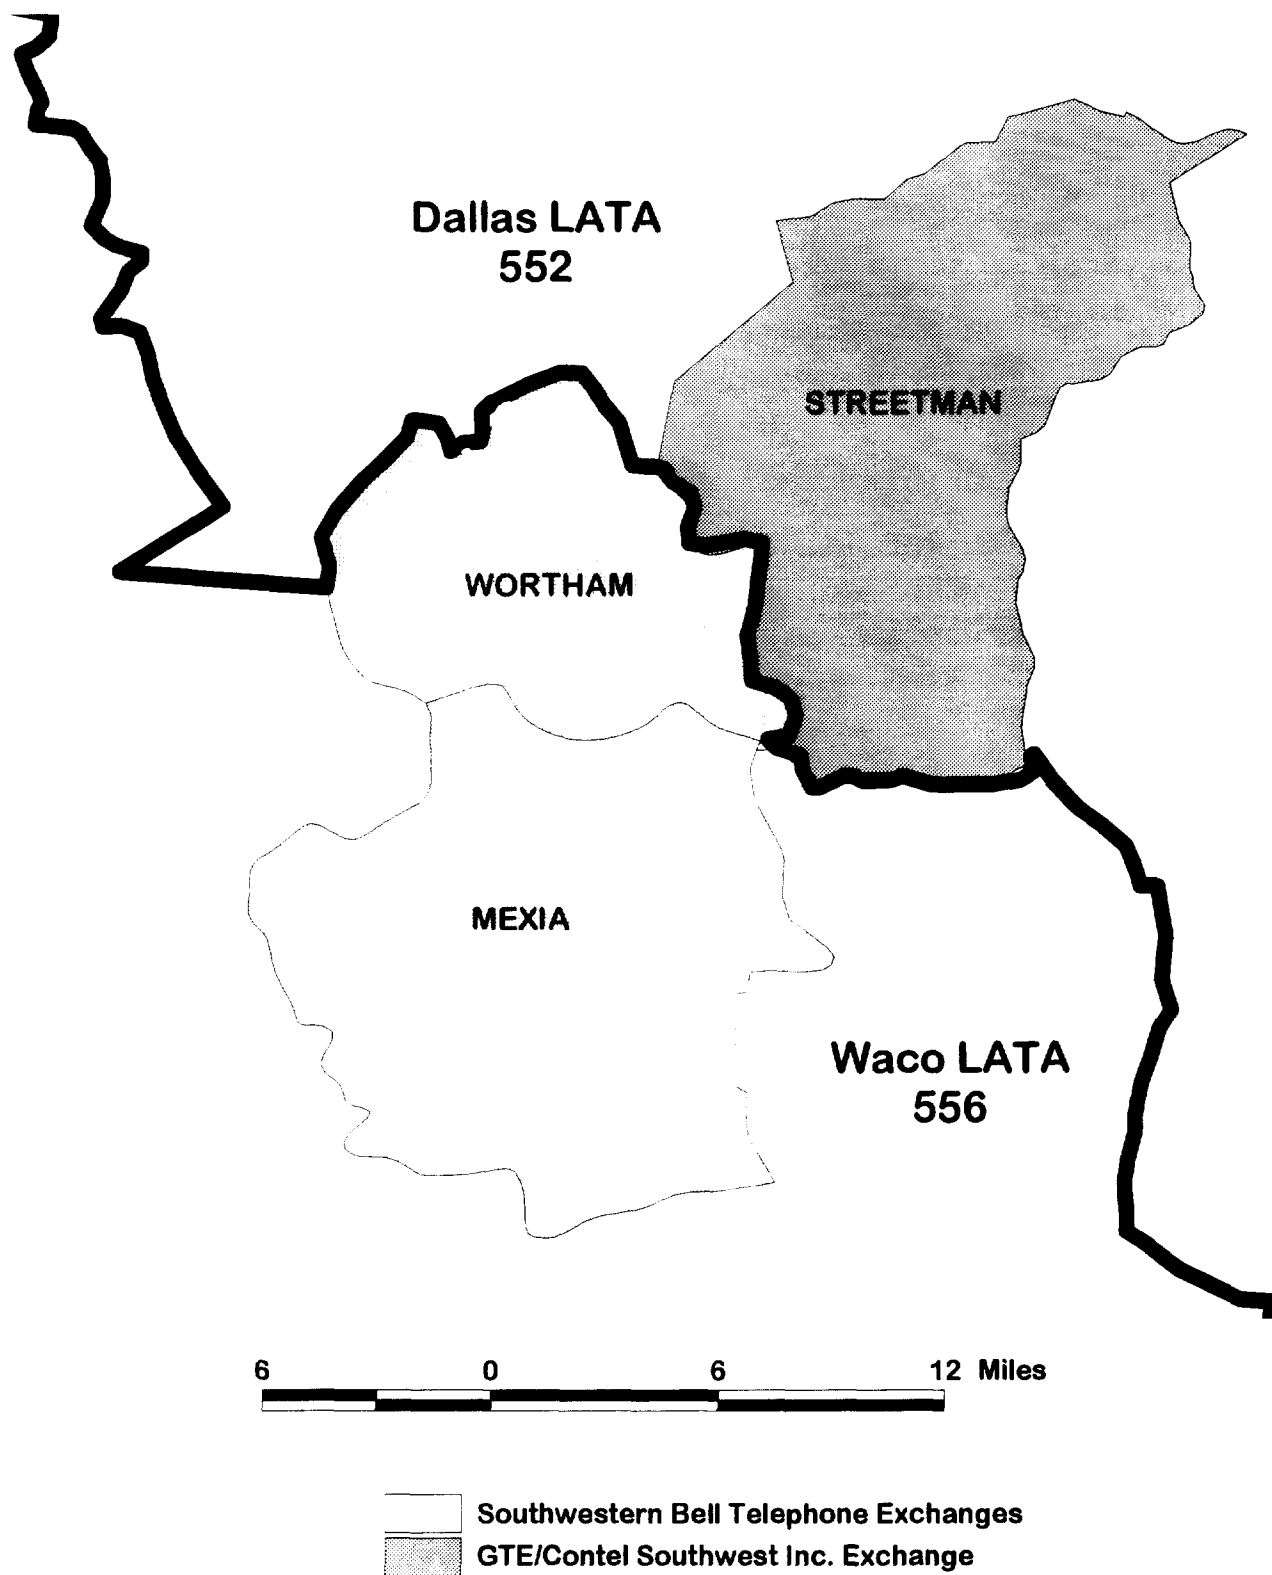 Dallas LATA
552
STREETMAN
WORTHAM
MEXIA
Waco LATA
556
6 0 6 12 Miles
Southwestern Bell Telephone Exchanges
GTE/Contel Southwest Inc. Exchange